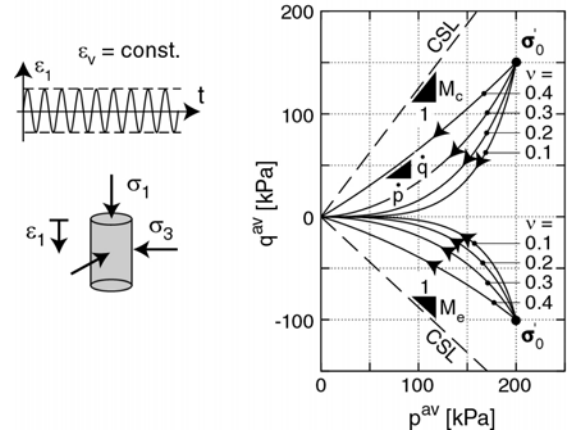 εv = const.
ε1
t
σ1
ε1
σ3
200
100
0
-100
qav [kPa]
0
100
200
pav [kPa]
CSL
Mc
1
q̇
ṗ
σ'0
ν =
0.4
0.3
0.2
0.1
ν =
0.1
0.2
0.3
0.4
1
Me
CSL
σ'0